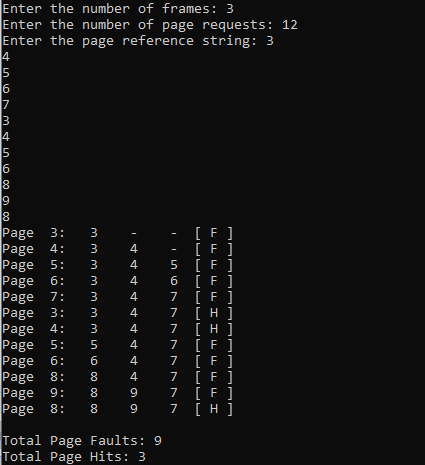 Enter the number of frames: 3
Enter the number of page requests: 12
Enter the page reference string: 3
4
5
6
7
3
4
5
6
8
9
8
Page  3:   3    -    -  [ F ]
Page  4:   3    4    -  [ F ]
Page  5:   3    4    5  [ F ]
Page  6:   3    4    6  [ F ]
Page  7:   3    4    7  [ F ]
Page  3:   3    4    7  [ H ]
Page  4:   3    4    7  [ H ]
Page  5:   5    4    7  [ F ]
Page  6:   6    4    7  [ F ]
Page  8:   8    4    7  [ F ]
Page  9:   8    9    7  [ F ]
Page  8:   8    9    7  [ H ]
Total Page Faults: 9
Total Page Hits: 3